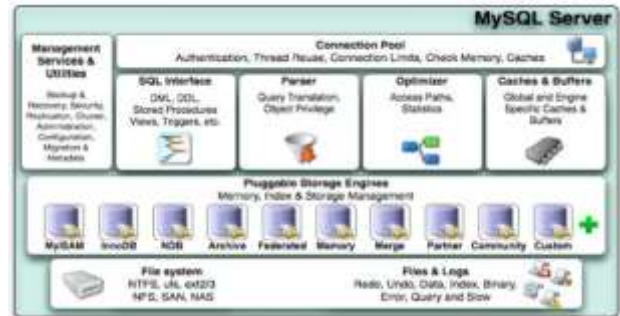 MySQL Server
Management
Services &
Utilities
Backup &
Recovery, Security,
Replication, Cluster,
Administration,
Configuration,
Migration &
Metadata
Connection Pool
Authentication, Thread Reuse, Connection Limits, Check Memory, Caches
SQL Interface
DML, DDL,
Stored Procedures
Views, Triggers, etc.
Parser
Query Translation,
Object Privilege
Optimizer
Access Paths,
Statistics
Caches & Buffers
Global and Engine
Specific Caches &
Buffers
Pluggable Storage Engines
Memory, Index & Storage Management
MyISAM InnoDB NDB Archive Federated Memory Merge Partner Community Custom
File system
NTFS, ufs, ext2/3
NFS, SAN, NAS
Files & Logs
Redo, Undo, Data, Index, Binary,
Error, Query and Slow